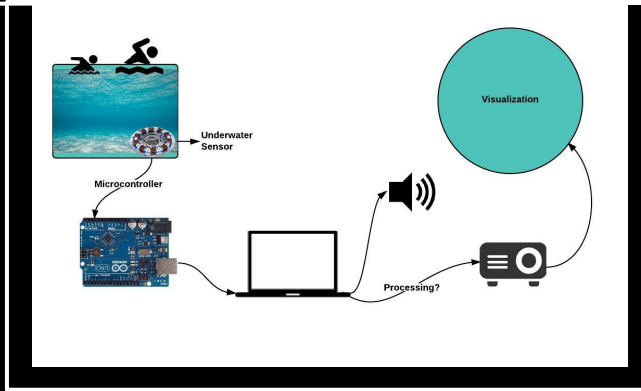 Visualization
Underwater
Sensor
Microcontroller
Processing?